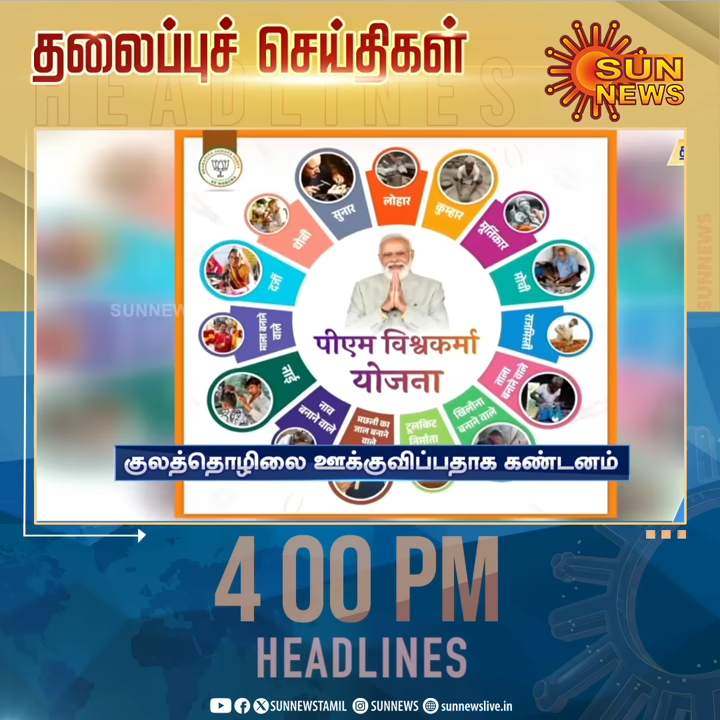 தலைப்புச் செய்திகள்
HEADLINES
SUN
NEWS
सुनार
लोहार
कुम्हार
मूर्तिकार
धोबी
मोची
दर्जी
राजमिस्त्री
माला बनाने
वाले
ताला
बनाने वाले
नाई
नाव
बनाने वाले
मछली का
जाल बनाने
वाले
टूलकिट
निर्माता
खिलौना
बनाने वाले
पीएम विश्वकर्मा
योजना
SUNNEWS
குலத்தொழிலை ஊக்குவிப்பதாக கண்டனம்
SUNNEWS
4 00 PM
HEADLINES
SUNNEWSTAMIL SUNNEWS sunnewslive.in